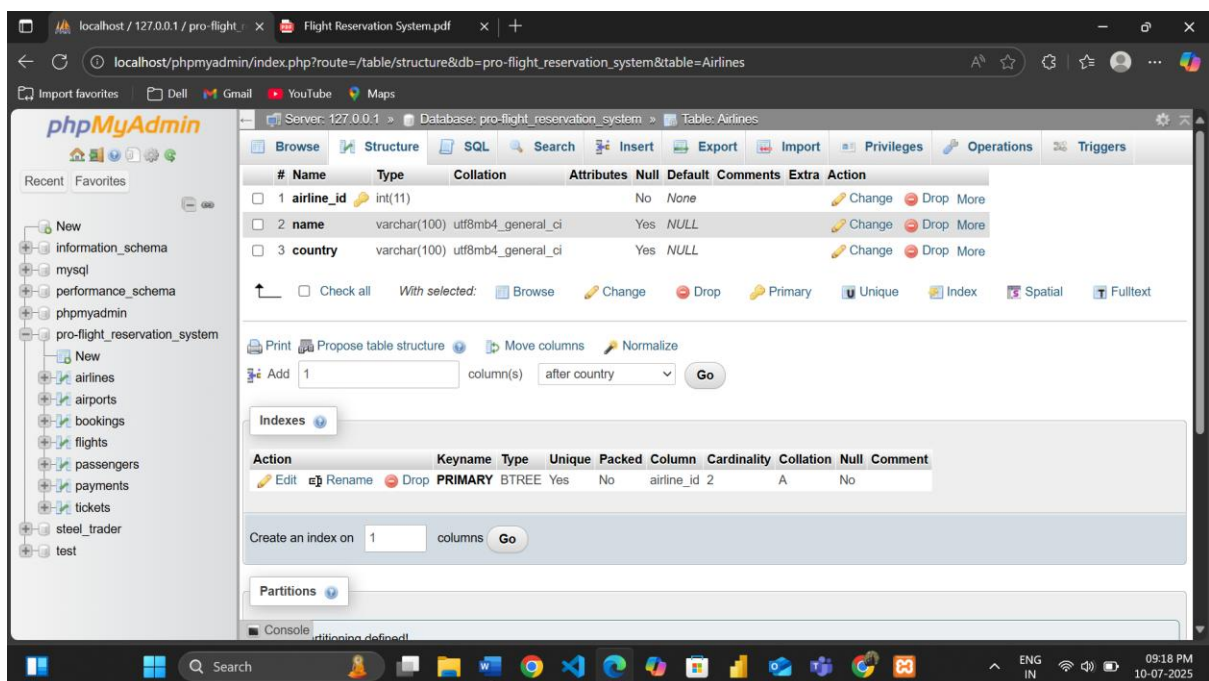 localhost / 127.0.0.1 / pro-flight_r
Flight Reservation System.pdf
localhost/phpmyadmin/index.php?route=/table/structure&db=pro-flight_reservation_system&table=Airlines
Import favorites Dell Gmail YouTube Maps
phpMyAdmin
Recent Favorites
New
information_schema
mysql
performance_schema
phpmyadmin
pro-flight_reservation_system
New
airlines
airports
bookings
flights
passengers
payments
tickets
steel_trader
test
Server: 127.0.0.1 » Database: pro-flight_reservation_system » Table: Airlines
Browse Structure SQL Search Insert Export Import Privileges Operations Triggers
# Name Type Collation Attributes Null Default Comments Extra Action
1 airline_id int(11) No None Change Drop More
2 name varchar(100) utf8mb4_general_ci Yes NULL Change Drop More
3 country varchar(100) utf8mb4_general_ci Yes NULL Change Drop More
Check all With selected: Browse Change Drop Primary Unique Index Spatial Fulltext
Print Propose table structure Move columns Normalize
Add 1 column(s) after country Go
Indexes
Action Keyname Type Unique Packed Column Cardinality Collation Null Comment
Edit Rename Drop PRIMARY BTREE Yes No airline_id 2 A No
Create an index on 1 columns Go
Partitions
Console
partitioning defined!
Search
ENG
IN
09:18 PM
10-07-2025